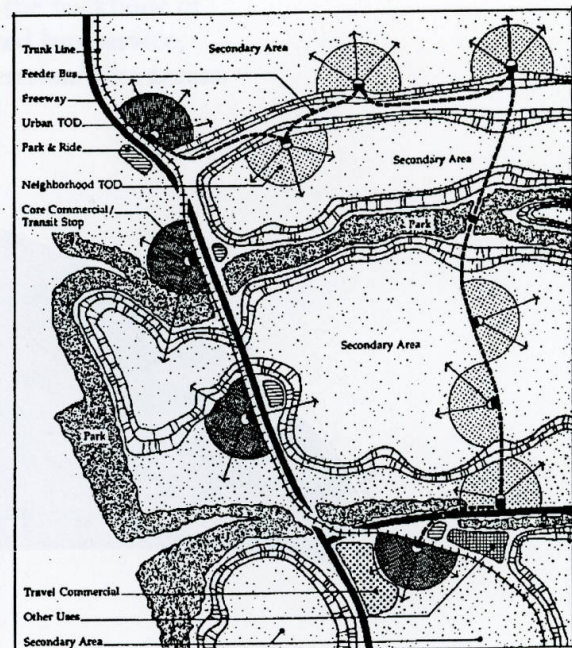 Trunk Line
Secondary Area
Feeder Bus
Freeway
Urban TOD
Park & Ride
Secondary Area
Neighborhood TOD
Core Commercial/
Transit Stop
Park
Secondary Area
Park
Travel Commercial
Other Uses
Secondary Area